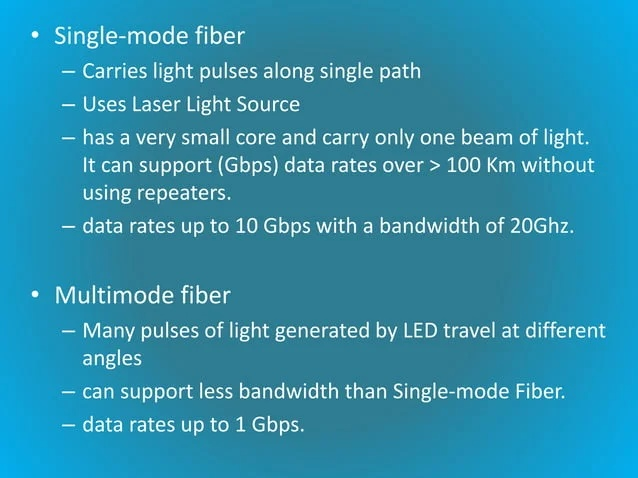 • Single-mode fiber
– Carries light pulses along single path
– Uses Laser Light Source
– has a very small core and carry only one beam of light.
It can support (Gbps) data rates over > 100 Km without
using repeaters.
– data rates up to 10 Gbps with a bandwidth of 20Ghz.
• Multimode fiber
– Many pulses of light generated by LED travel at different
angles
– can support less bandwidth than Single-mode Fiber.
– data rates up to 1 Gbps.